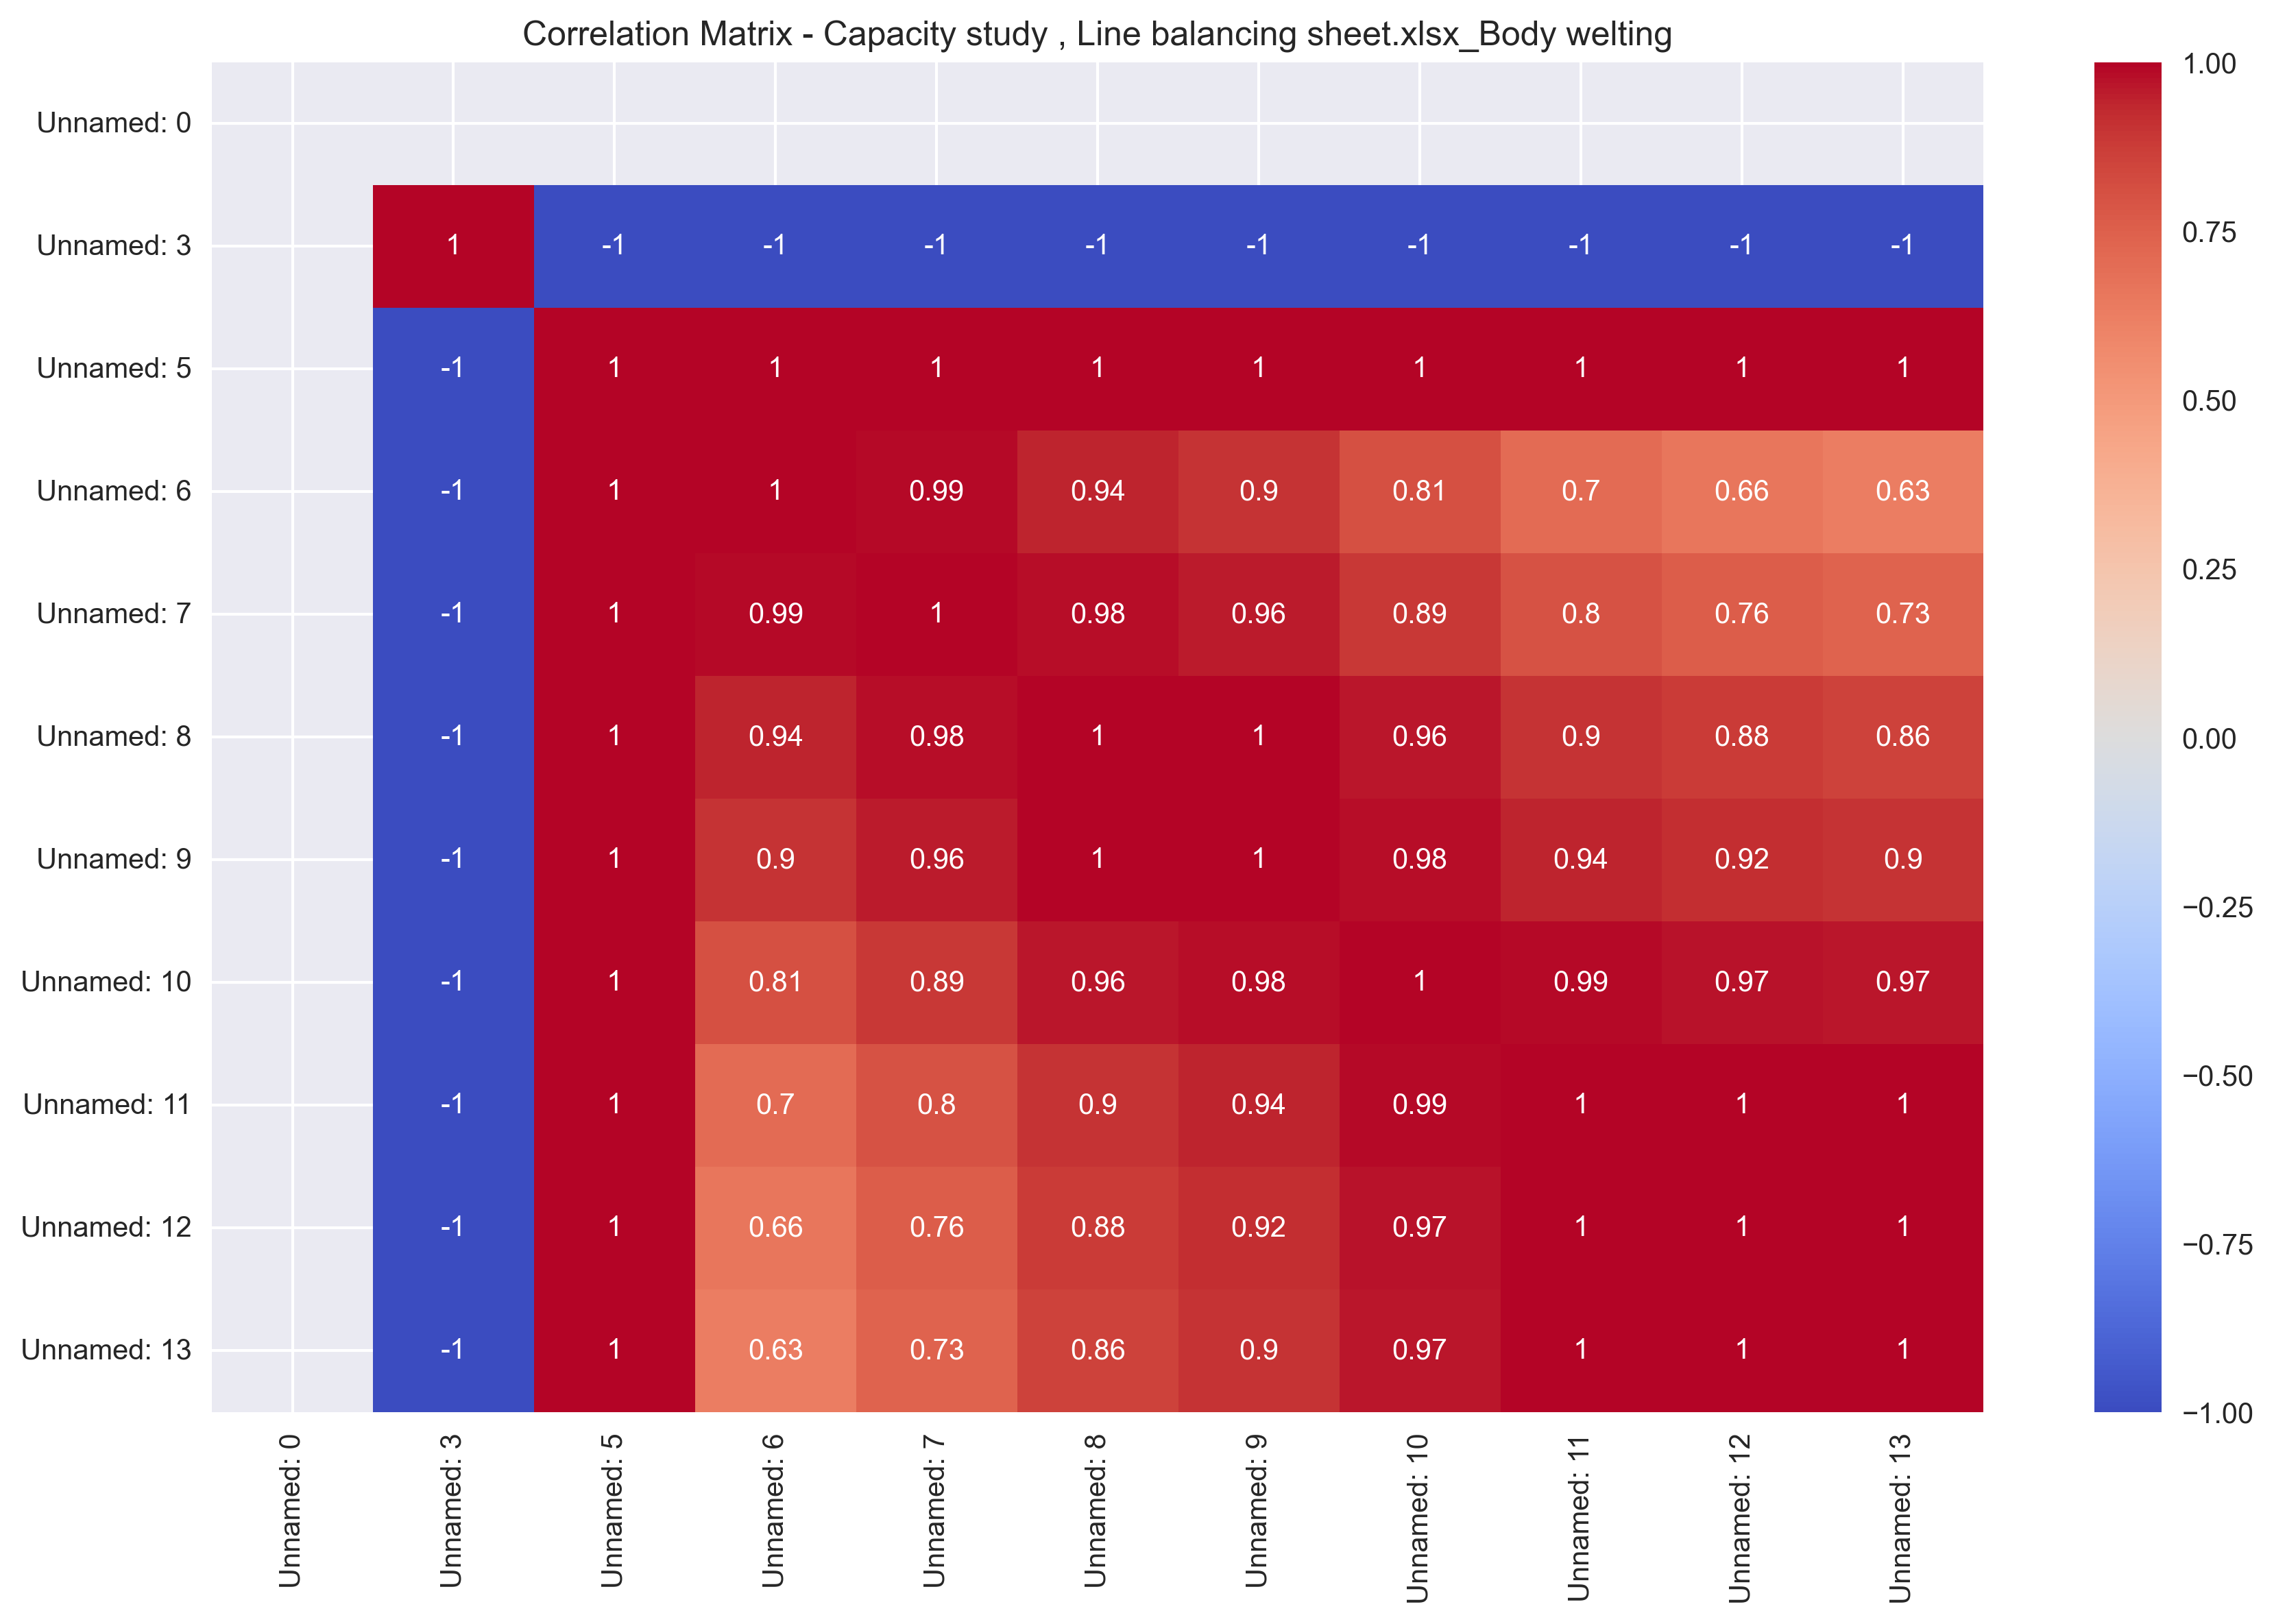 Correlation Matrix - Capacity study , Line balancing sheet.xlsx_Body welting
Unnamed: 0
Unnamed: 3 1 -1 -1 -1 -1 -1 -1 -1 -1 -1
Unnamed: 5 -1 1 1 1 1 1 1 1 1 1
Unnamed: 6 -1 1 1 0.99 0.94 0.9 0.81 0.7 0.66 0.63
Unnamed: 7 -1 1 0.99 1 0.98 0.96 0.89 0.8 0.76 0.73
Unnamed: 8 -1 1 0.94 0.98 1 1 0.96 0.9 0.88 0.86
Unnamed: 9 -1 1 0.9 0.96 1 1 0.98 0.94 0.92 0.9
Unnamed: 10 -1 1 0.81 0.89 0.96 0.98 1 0.99 0.97 0.97
Unnamed: 11 -1 1 0.7 0.8 0.9 0.94 0.99 1 1 1
Unnamed: 12 -1 1 0.66 0.76 0.88 0.92 0.97 1 1 1
Unnamed: 13 -1 1 0.63 0.73 0.86 0.9 0.97 1 1 1
Unnamed: 0
Unnamed: 3
Unnamed: 5
Unnamed: 6
Unnamed: 7
Unnamed: 8
Unnamed: 9
Unnamed: 10
Unnamed: 11
Unnamed: 12
Unnamed: 13
1.00
0.75
0.50
0.25
0.00
−0.25
−0.50
−0.75
−1.00